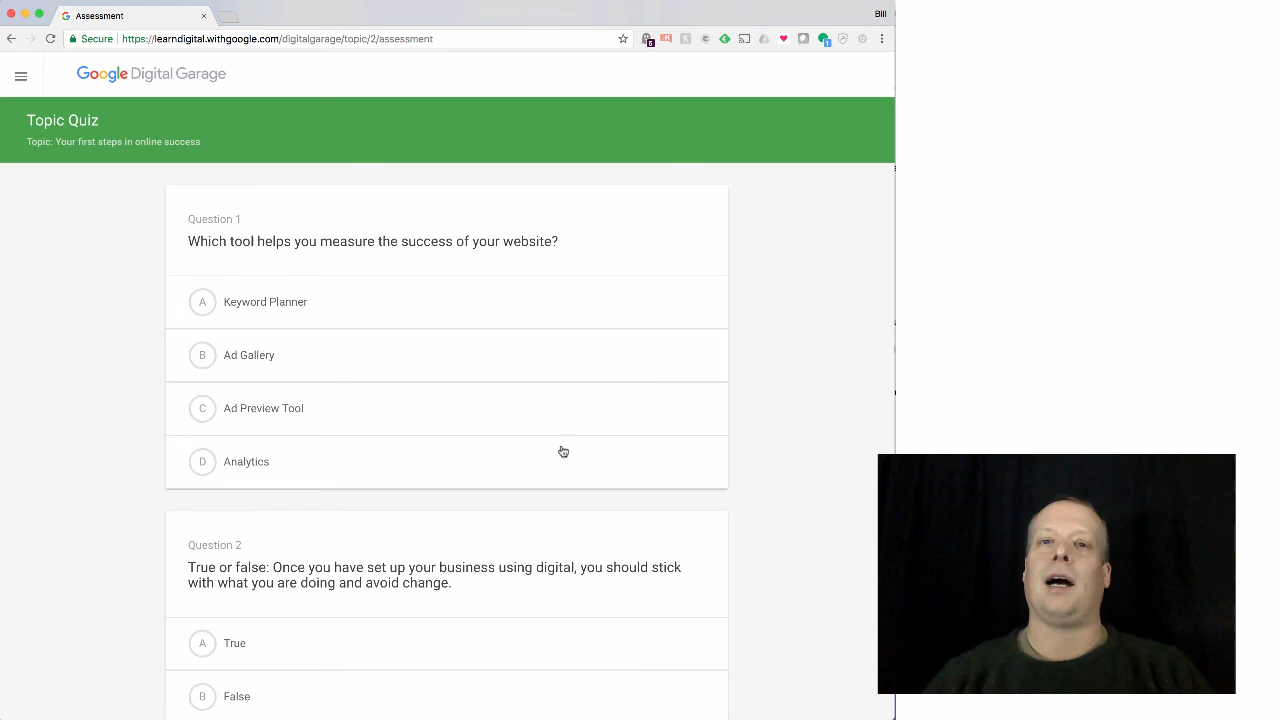 Assessment
Bill
Secure
https://learndigital.withgoogle.com/digitalgarage/topic/2/assessment
Google Digital Garage
Topic Quiz
Topic: Your first steps in online success
Question 1
Which tool helps you measure the success of your website?
A Keyword Planner
B Ad Gallery
C Ad Preview Tool
D Analytics
Question 2
True or false: Once you have set up your business using digital, you should stick
with what you are doing and avoid change.
A True
B False